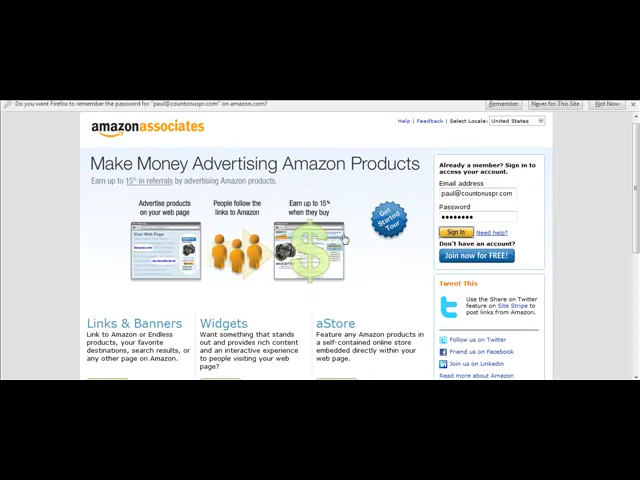 Do you want Firefox to remember the password for "paul@countonuspr.com" on amazon.com?
Remember
Never for This Site
Not Now
amazonassociates
Help | Feedback | Select Locale: United States
Make Money Advertising Amazon Products
Earn up to 15% in referrals by advertising Amazon products.
Advertise products
on your web page
People follow the
links to Amazon
Earn up to 15%
when they buy
Get
Started
Tour
Already a member? Sign in to
access your account.
Email address
paul@countonuspr.com
Password
Sign In
Need help?
Don't have an account?
Join now for FREE!
Links & Banners
Link to Amazon or Endless
products, your favorite
destinations, search results, or
any other page on Amazon.
Widgets
Want something that stands
out and provides rich content
and an interactive experience
to people visiting your web
page?
aStore
Feature any Amazon products in
a self-contained online store
embedded directly within your
web page.
Tweet This
Use the Share on Twitter
feature on Site Stripe to
post links from Amazon.
Follow us on Twitter
Friend us on Facebook
Join us on Linkedin
Read more about Amazon